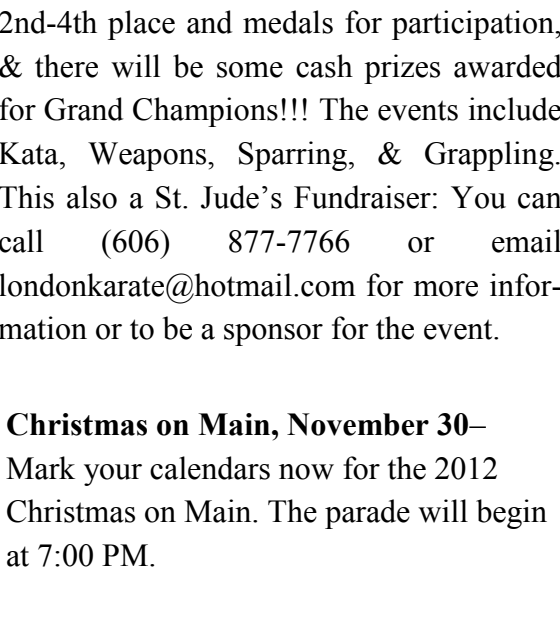 2nd-4th place and medals for participation,
& there will be some cash prizes awarded
for Grand Champions!!! The events include
Kata, Weapons, Sparring, & Grappling.
This also a St. Jude’s Fundraiser: You can
call (606) 877-7766 or email
londonkarate@hotmail.com for more infor-
mation or to be a sponsor for the event.
Christmas on Main, November 30–
Mark your calendars now for the 2012
Christmas on Main. The parade will begin
at 7:00 PM.